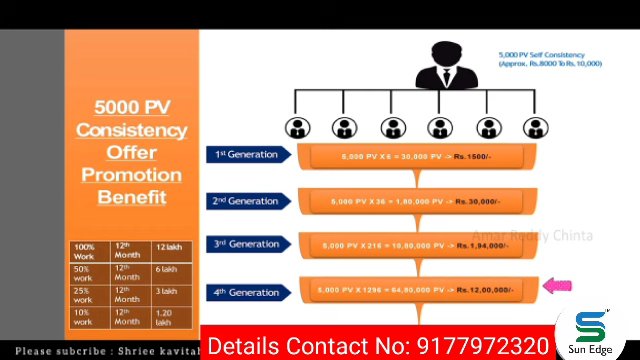 5000 PV
Consistency
Offer
Promotion
Benefit
100% Work 12th Month 12 lakh
50% work 12th Month 6 lakh
25% work 12th Month 3 lakh
10% work 12th Month 1.20 lakh
5,000 PV Self Consistency
(Approx, Rs.8000 To Rs,10,000)
1st Generation
5,000 PV X 6 = 30,000 PV -> Rs.1500/-
2nd Generation
5,000 PV X 36 = 1,80,000 PV -> Rs.30,000/-
Amar Reddy Chinta
3rd Generation
5,000 PV X 216 = 10,80,000 PV -> Rs.1,94,000/-
4th Generation
5,000 PV X 1296 = 64,80,000 PV -> Rs.12,00,000/-
Please subcribe : Shriee kavitah
Details Contact No: 9177972320
S
Sun Edge